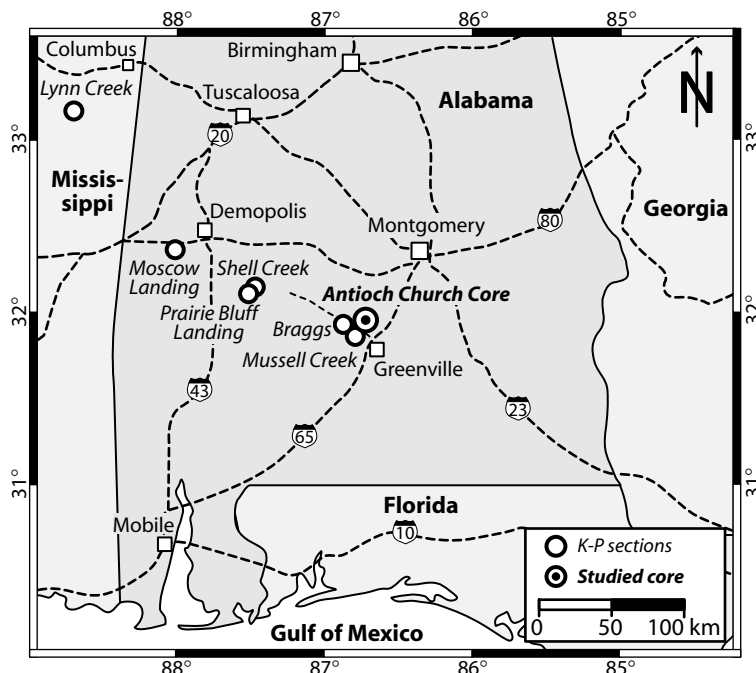 88°
87°
86°
85°
Columbus
Birmingham
Lynn Creek
Tuscaloosa
Alabama
N
33°
33°
20
Missis-
sippi
Demopolis
Montgomery
80
Georgia
Moscow
Landing
Shell Creek
Antioch Church Core
32°
32°
Prairie Bluff
Landing
Braggs
Mussell Creek
Greenville
43
65
23
31°
31°
Florida
Mobile
10
K-P sections
Studied core
0 50 100 km
Gulf of Mexico
88°
87°
86°
85°